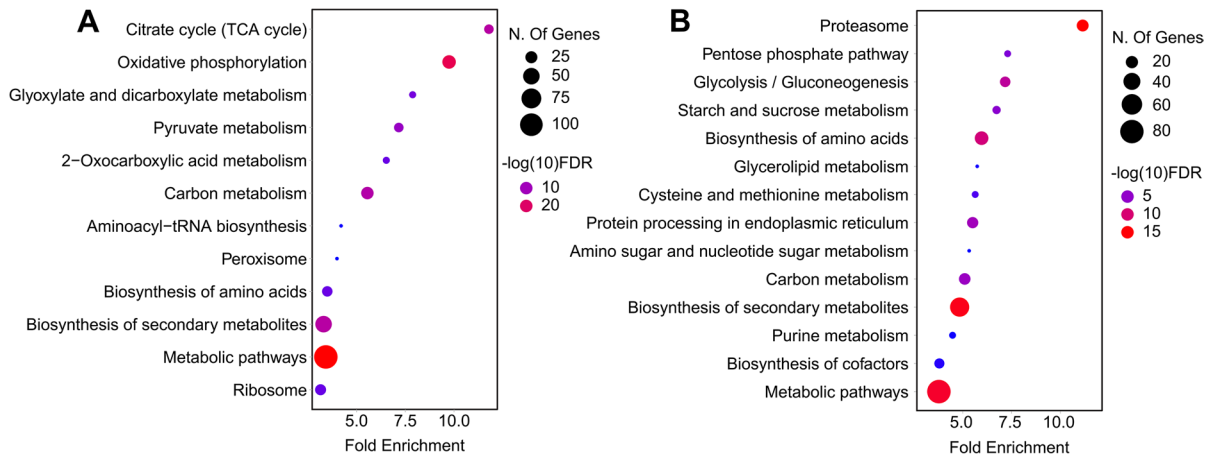 A
Citrate cycle (TCA cycle)
Oxidative phosphorylation
Glyoxylate and dicarboxylate metabolism
Pyruvate metabolism
2−Oxocarboxylic acid metabolism
Carbon metabolism
Aminoacyl−tRNA biosynthesis
Peroxisome
Biosynthesis of amino acids
Biosynthesis of secondary metabolites
Metabolic pathways
Ribosome
5.0 7.5 10.0
Fold Enrichment
N. Of Genes
25
50
75
100
-log(10)FDR
10
20
B
Proteasome
Pentose phosphate pathway
Glycolysis / Gluconeogenesis
Starch and sucrose metabolism
Biosynthesis of amino acids
Glycerolipid metabolism
Cysteine and methionine metabolism
Protein processing in endoplasmic reticulum
Amino sugar and nucleotide sugar metabolism
Carbon metabolism
Biosynthesis of secondary metabolites
Purine metabolism
Biosynthesis of cofactors
Metabolic pathways
5.0 7.5 10.0
Fold Enrichment
N. Of Genes
20
40
60
80
-log(10)FDR
5
10
15